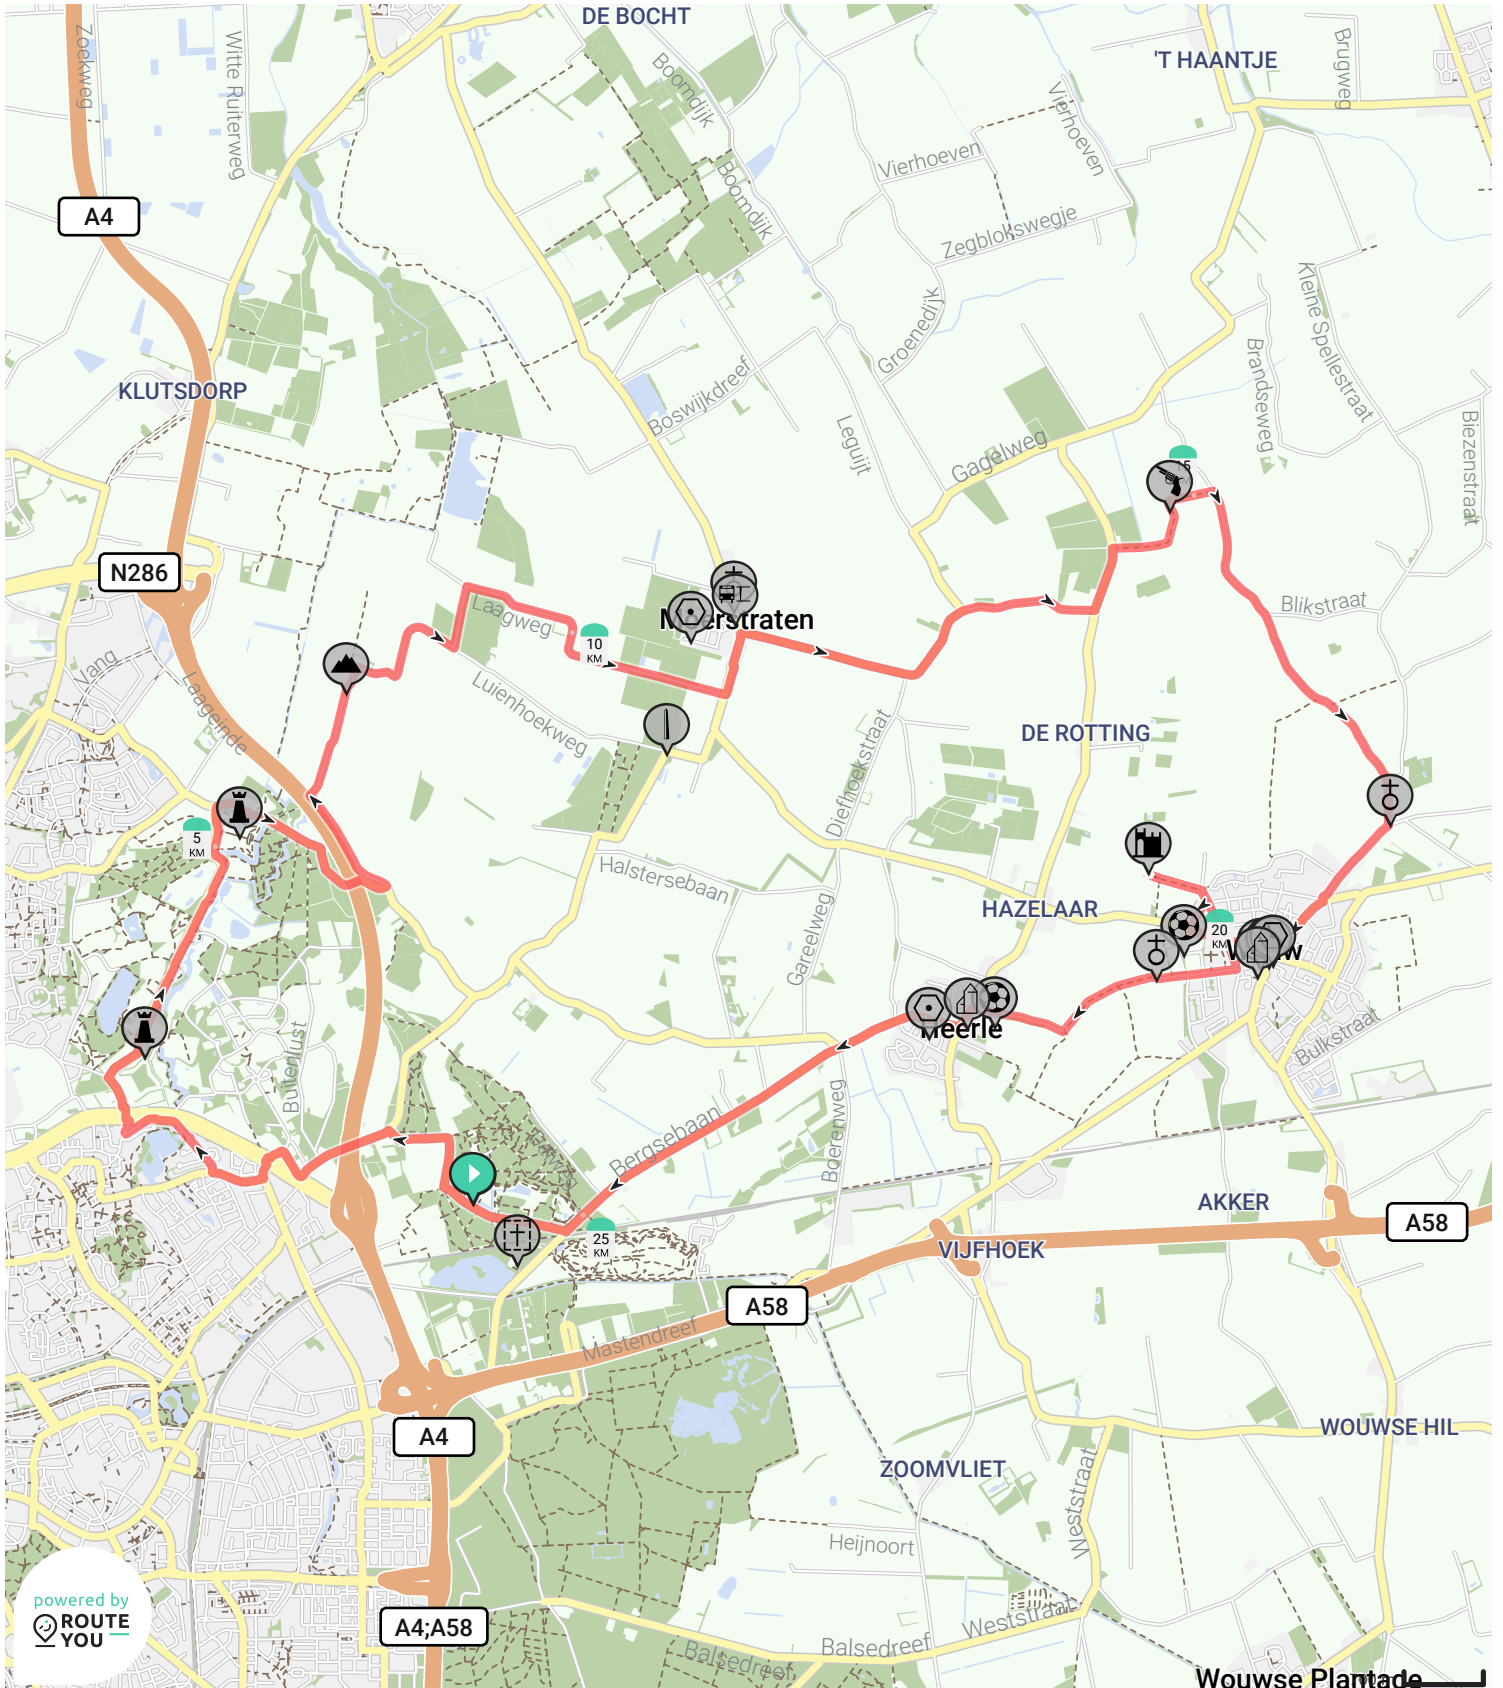 DE BOCHT
'T HAANTJE
Zoekweg
Witte Ruiterweg
Boomdijk
Vierhoeven
Brugweg
Vierhoeven
Boomdijk
A4
Zegblokswegje
Kleine Spellestraat
Groenedijk
KLUTSDORP
Boswijkdreef
Brandseweg
Leguijt
Gagelweg
Biezenstraat
15
N286
Laagweg
10
KM
Blikstraat
Nang
Laageinde
Luienhoekweg
DE ROTTING
Diefhoekstraat
5
KM
Halstersebaan
HAZELAAR
Gareelweg
20
KM
Meerle
Bulkstraat
Buitenlust
Bergsebaan
Boerenweg
AKKER
A58
25
KM
VIJFHOEK
A58
Mastendreef
A4
WOUWSE HIL
ZOOMVLIET
Weststraat
Heijnoort
powered by
ROUTE
YOU
A4;A58
Weststraat
Balsedreef
Balsedreef
Wouwse Plantage